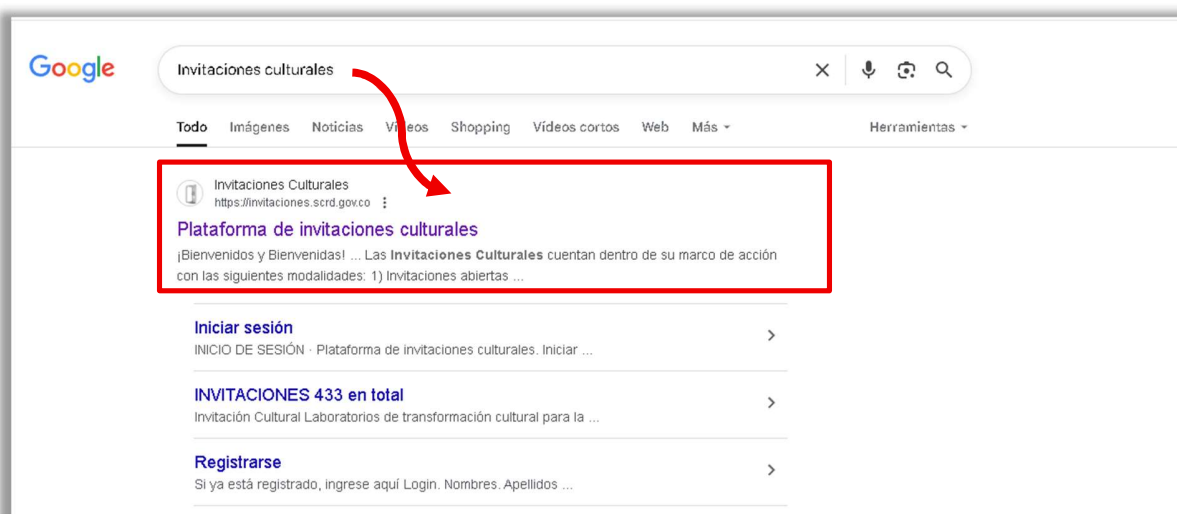 Google
Invitaciones culturales
Todo Imágenes Noticias Vídeos Shopping Vídeos cortos Web Más Herramientas
Invitaciones Culturales
https://invitaciones.scrd.gov.co
Plataforma de invitaciones culturales
¡Bienvenidos y Bienvenidas! ... Las Invitaciones Culturales cuentan dentro de su marco de acción
con las siguientes modalidades: 1) Invitaciones abiertas ...
Iniciar sesión
INICIO DE SESIÓN · Plataforma de invitaciones culturales. Iniciar ...
INVITACIONES 433 en total
Invitación Cultural Laboratorios de transformación cultural para la ...
Registrarse
Si ya está registrado, ingrese aquí Login. Nombres. Apellidos ...